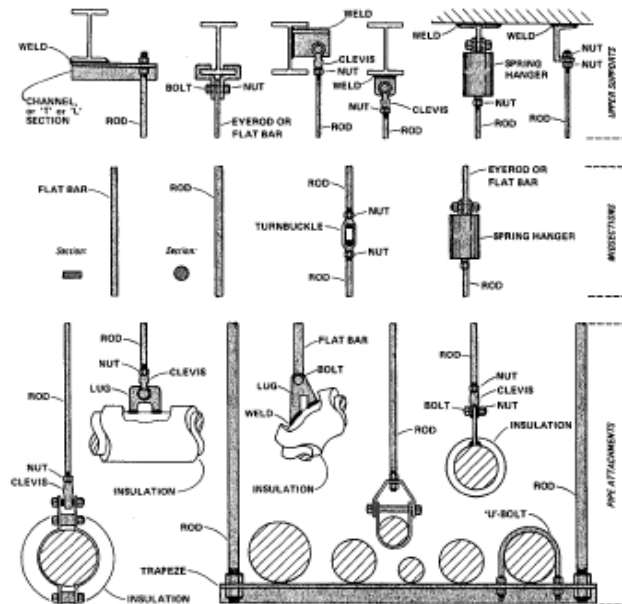 WELD
CHANNEL,
or 'T' or 'L'
SECTION
ROD
BOLT
NUT
EYEROD OR
FLAT BAR
WELD
CLEVIS
NUT
ROD
WELD
NUT
CLEVIS
ROD
WELD
SPRING
HANGER
NUT
ROD
WELD
NUT
NUT
ROD
UPPER SUPPORTS
FLAT BAR
Section:
ROD
Section:
ROD
NUT
TURNBUCKLE
NUT
ROD
EYEROD OR
FLAT BAR
SPRING HANGER
ROD
MIDSECTIONS
ROD
NUT
CLEVIS
INSULATION
ROD
NUT
CLEVIS
LUG
INSULATION
ROD
TRAPEZE
FLAT BAR
BOLT
LUG
WELD
INSULATION
ROD
ROD
NUT
CLEVIS
BOLT
NUT
INSULATION
'U'-BOLT
ROD
PIPE ATTACHMENTS